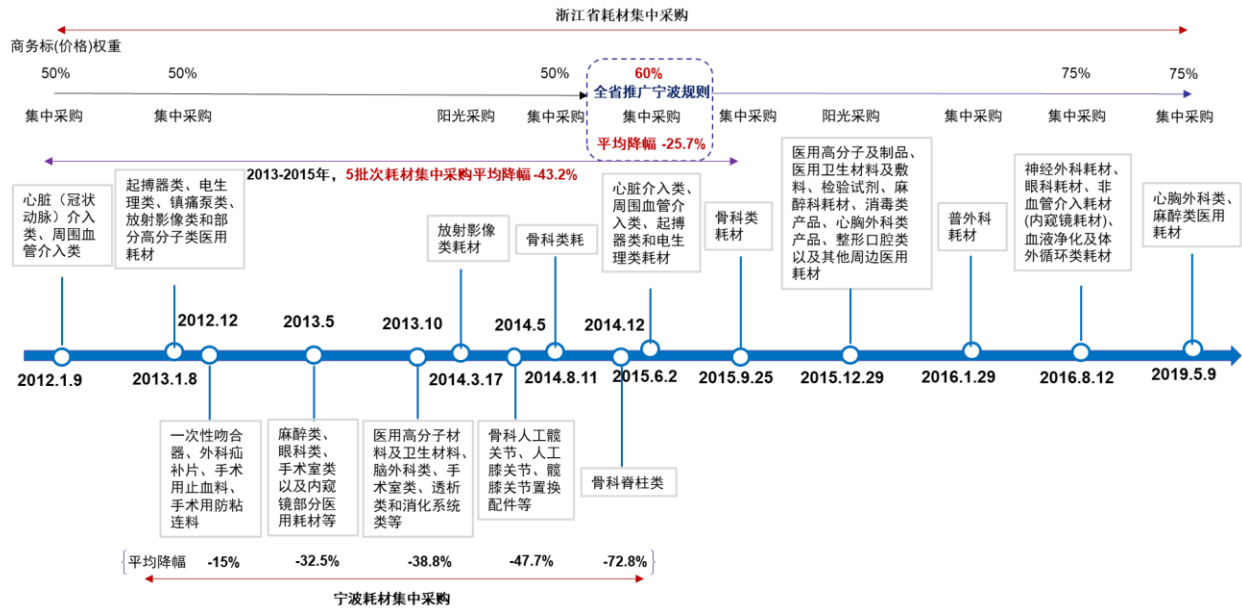 浙江省耗材集中采购
商务标(价格)权重
50%
50%
50%
60%
75%
75%
全省推广宁波规则
集中采购
集中采购
阳光采购
集中采购
集中采购
集中采购
阳光采购
集中采购
集中采购
集中采购
平均降幅 -25.7%
2013-2015年，5批次耗材集中采购平均降幅-43.2%
心脏（冠状
动脉）介入
类、周围血
管介入类
起搏器类、电生
理类、镇痛泵类、
放射影像类和部
分高分子类医用
耗材
放射影像
类耗材
骨科类耗
心脏介入类、
周围血管介
入类、起搏
器类和电生
理类耗材
骨科类
耗材
医用高分子及制品、
医用卫生材料及敷
料、检验试剂、麻
醉科耗材、消毒类
产品、心胸外科类
产品、整形口腔类
以及其他周边医用
耗材
普外科
耗材
神经外科耗材、
眼科耗材、非
血管介入耗材
(内窥镜耗材)、
血液净化及体
外循环类耗材
心胸外科类、
麻醉类医用
耗材
2012.12
2013.5
2013.10
2014.5
2014.12
2012.1.9
2013.1.8
2014.3.17
2014.8.11
2015.6.2
2015.9.25
2015.12.29
2016.1.29
2016.8.12
2019.5.9
一次性吻合
器、外科疝
补片、手术
用止血料、
手术用防粘
连料
麻醉类、
眼科类、
手术室类
以及内窥
镜部分医
用耗材等
医用高分子材
料及卫生材料、
脑外科类、手
术室类、透析
类和消化系统
类等
骨科人工髋
关节、人工
膝关节、髋
膝关节置换
配件等
骨科脊柱类
平均降幅
-15%
-32.5%
-38.8%
-47.7%
-72.8%
宁波耗材集中采购